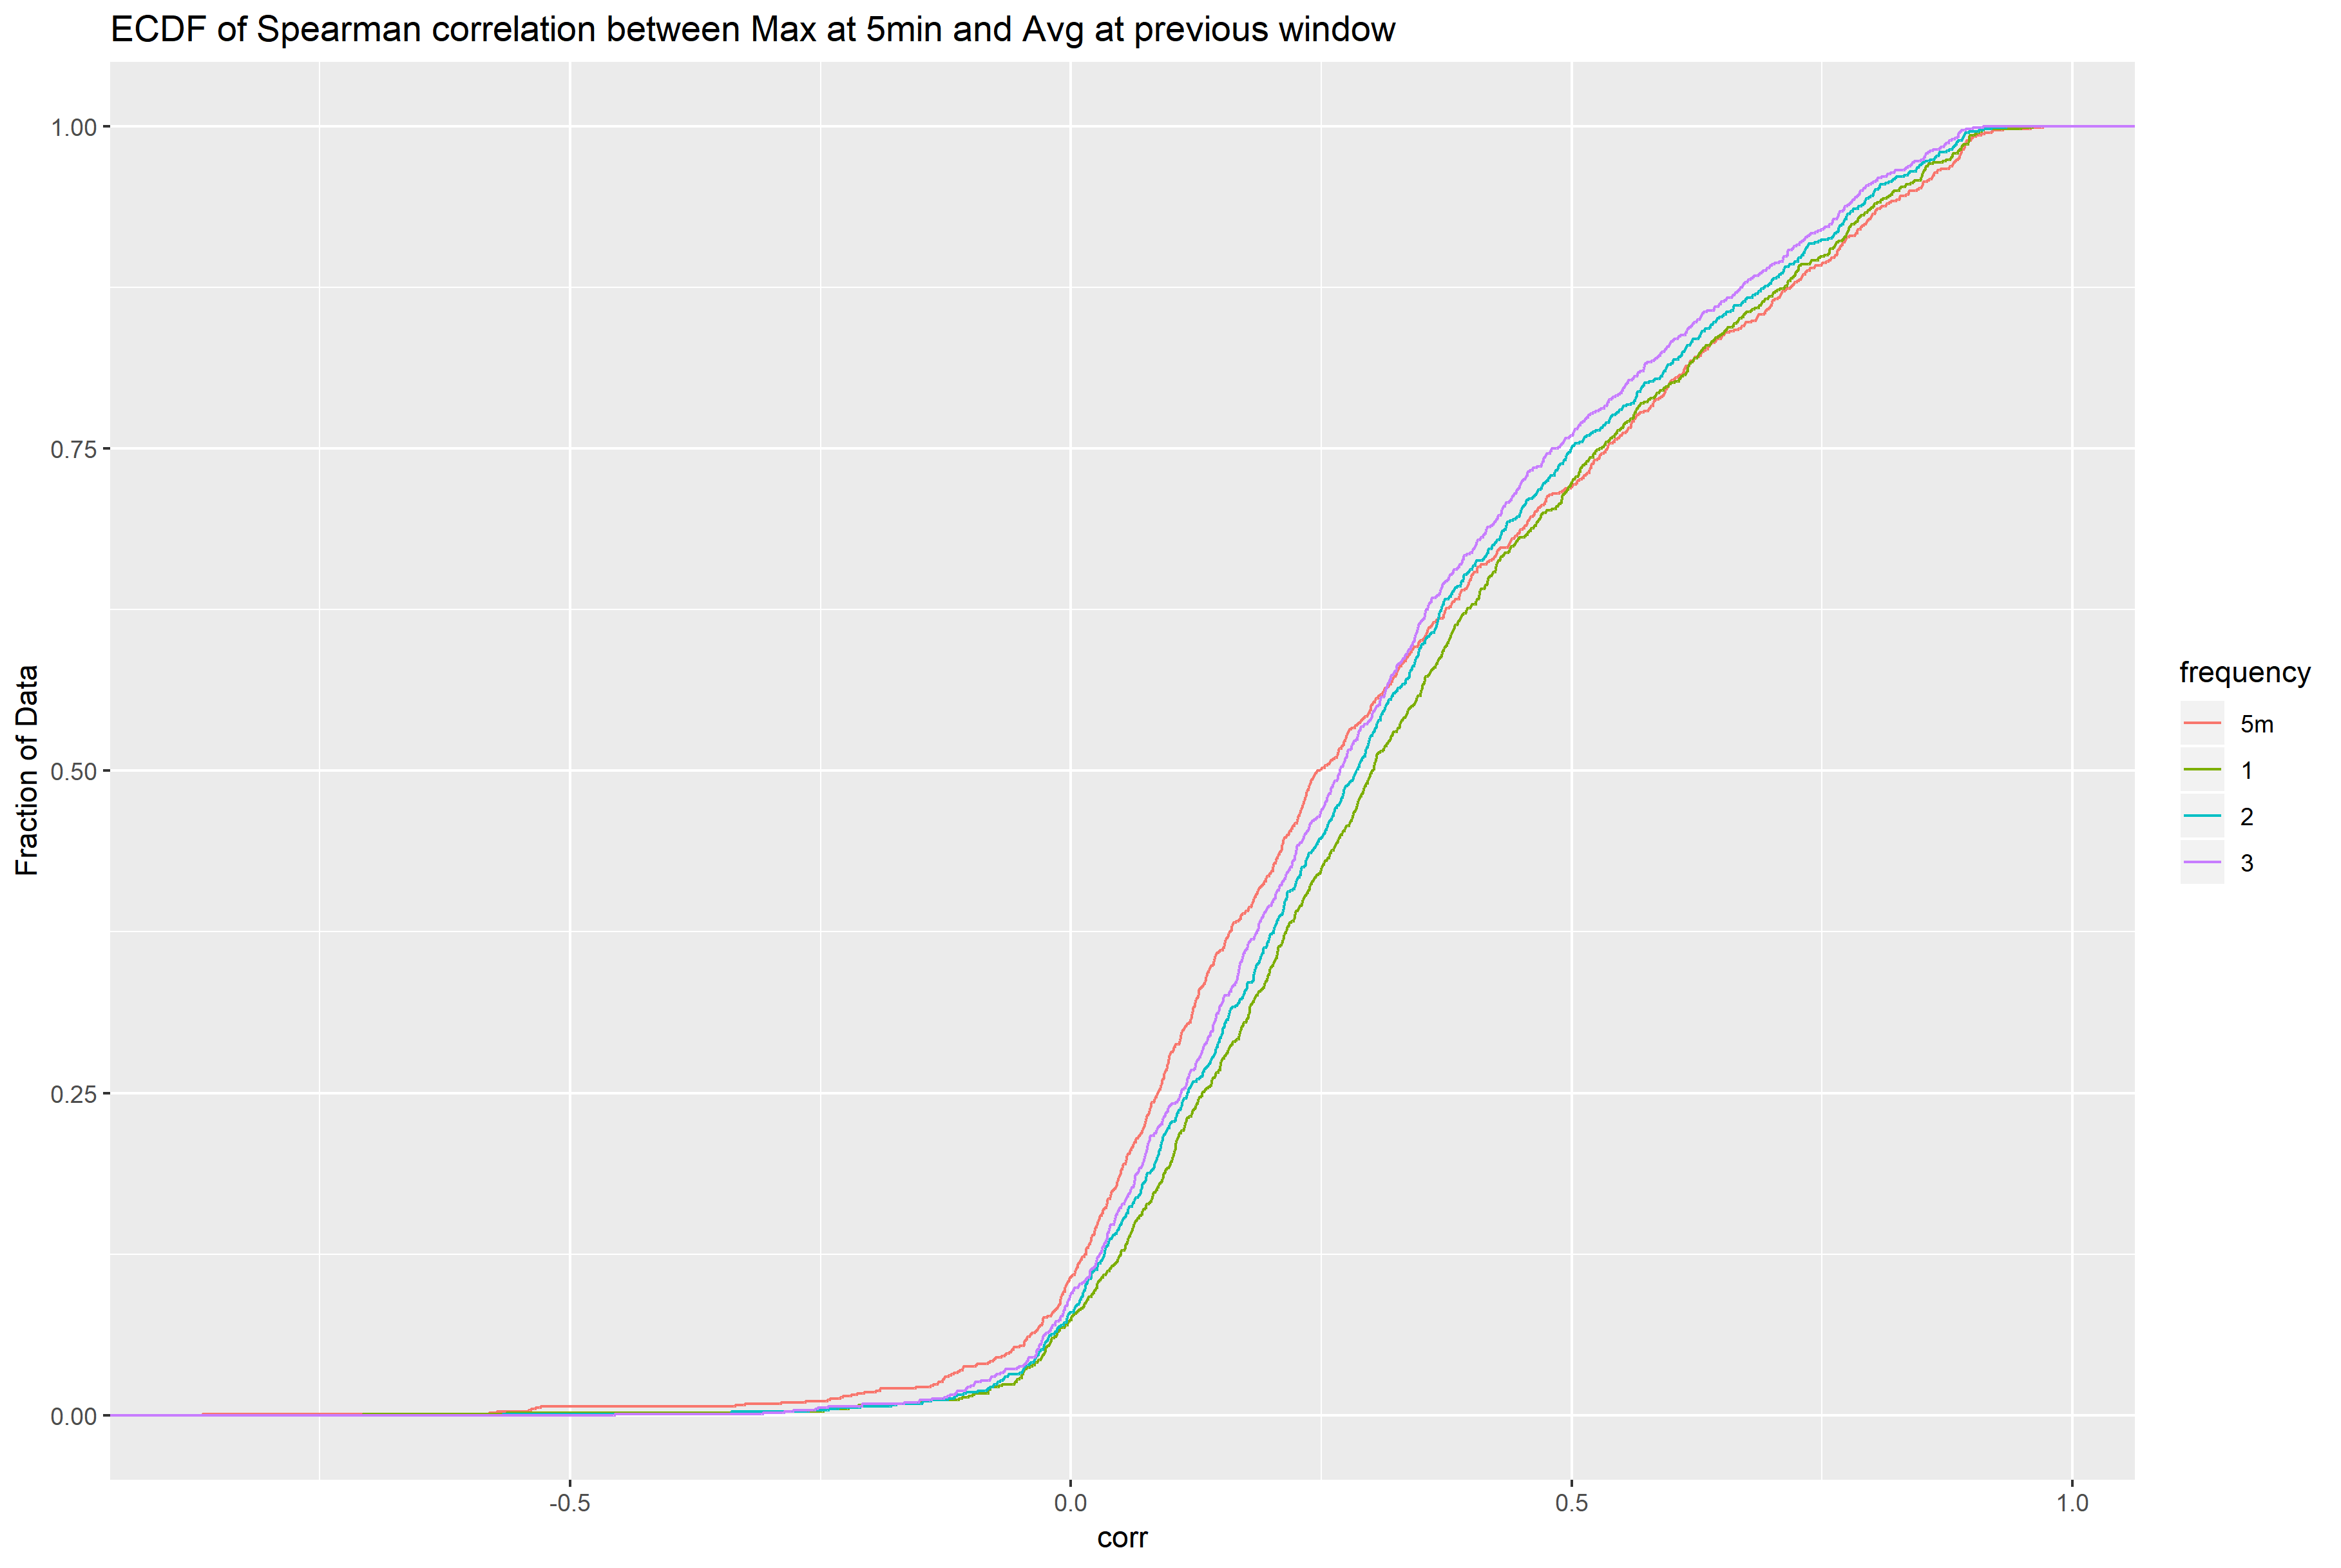 ECDF of Spearman correlation between Max at 5min and Avg at previous window
Fraction of Data
1.00
0.75
0.50
0.25
0.00
-0.5
0.0
0.5
1.0
corr
frequency
5m
1
2
3